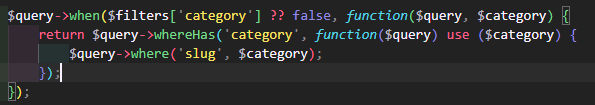 $query->when($filters['category'] ?? false, function($query, $category) {
    return $query->whereHas('category', function($query) use ($category) {
        $query->where('slug', $category);
    });
});